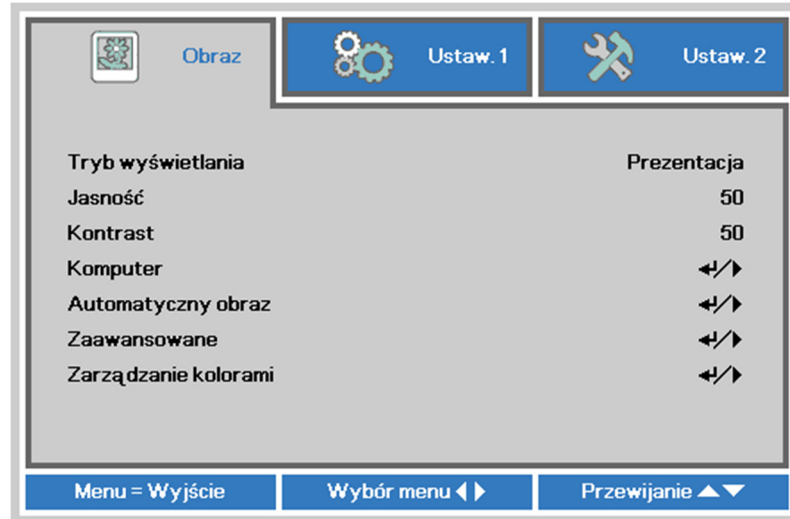 Obraz Ustaw. 1 Ustaw. 2
Tryb wyświetlania Prezentacja
Jasność 50
Kontrast 50
Komputer ↵/▶
Automatyczny obraz ↵/▶
Zaawansowane ↵/▶
Zarządzanie kolorami ↵/▶
Menu = Wyjście Wybór menu ◀▶ Przewijanie ▲▼